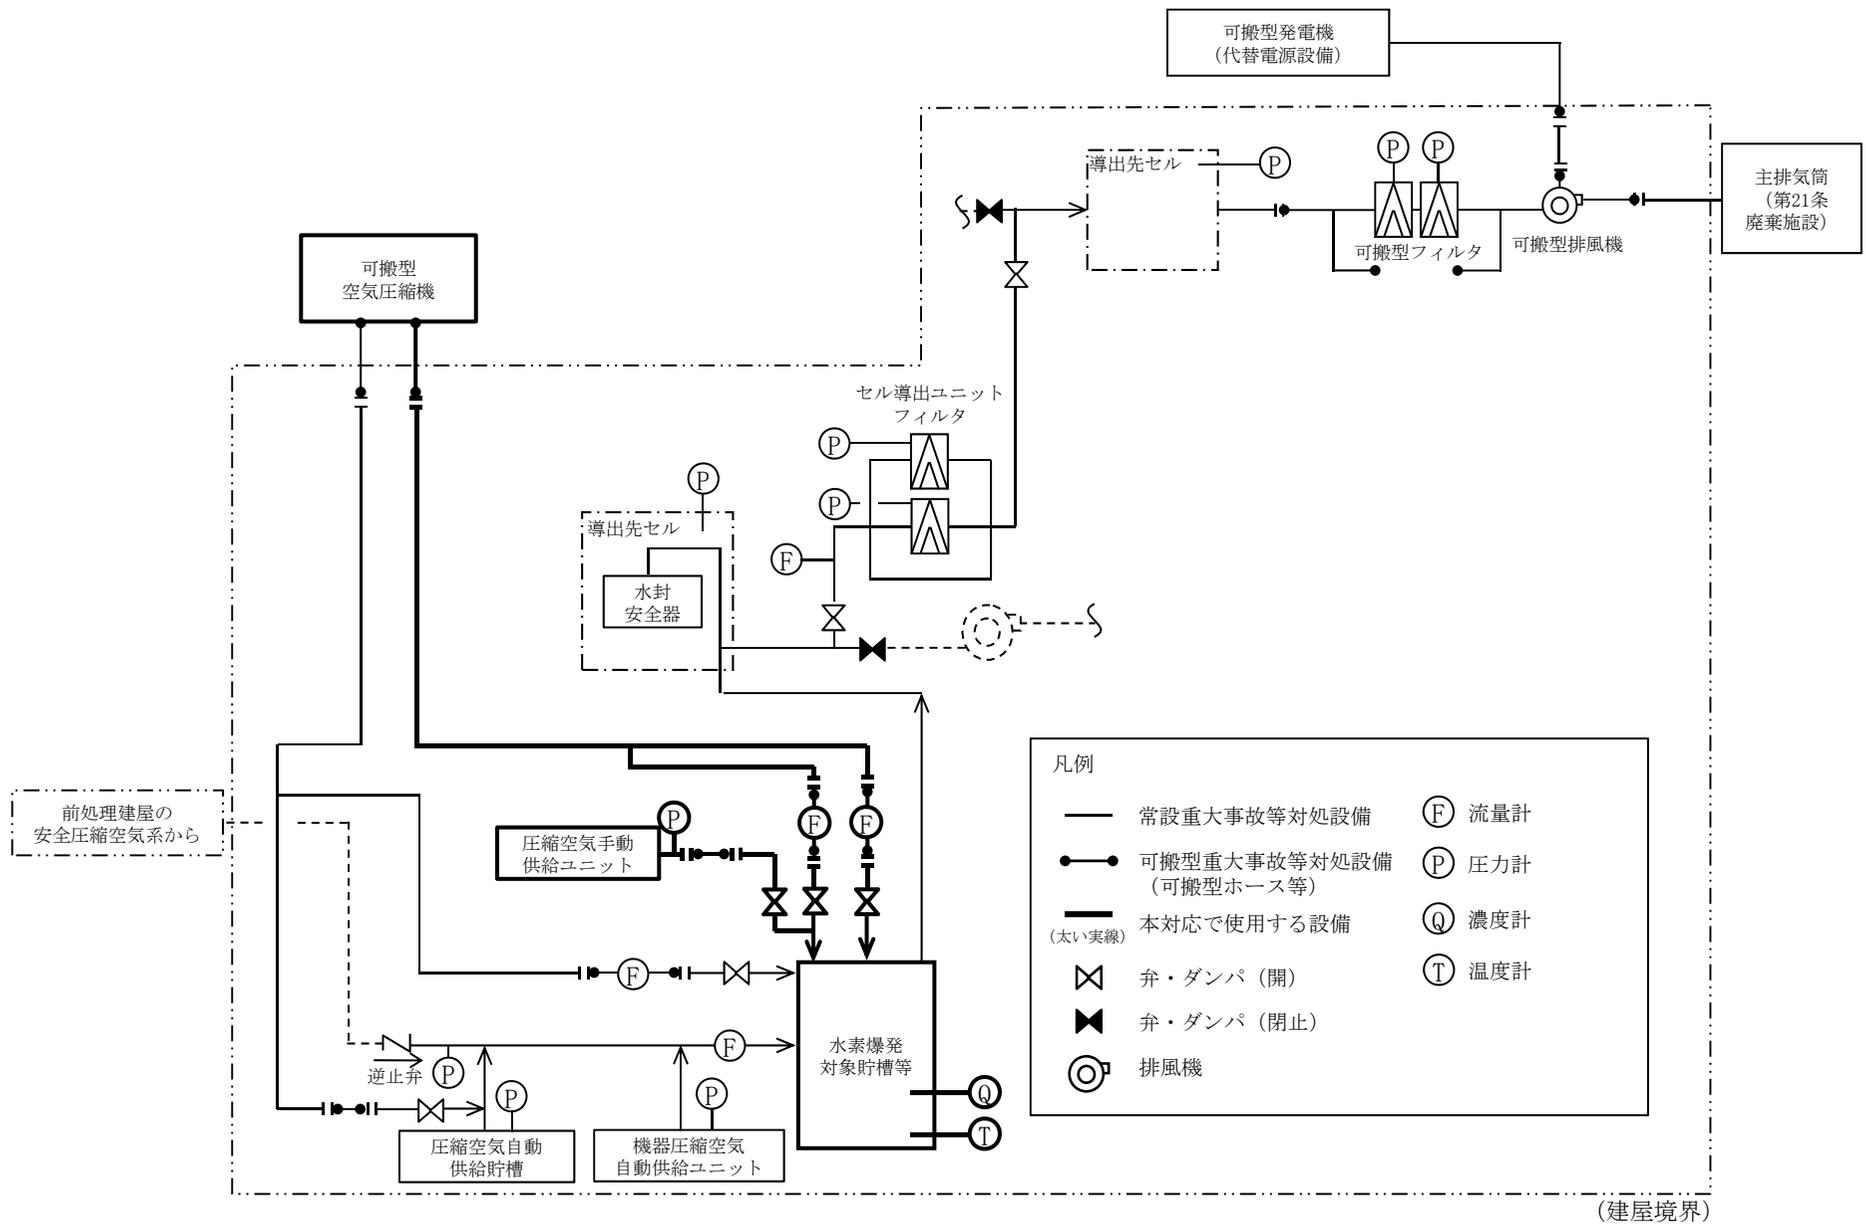 可搬型発電機
（代替電源設備）
主排気筒
（第21条
廃棄施設）
導出先セル
P
P
P
可搬型フィルタ
可搬型排風機
可搬型
空気圧縮機
セル導出ユニット
フィルタ
P
P
F
P
導出先セル
水封
安全器
前処理建屋の
安全圧縮空気系から
圧縮空気手動
供給ユニット
P
F
F
F
F
逆止弁
P
P
P
圧縮空気自動
供給貯槽
機器圧縮空気
自動供給ユニット
水素爆発
対象貯槽等
Q
T
凡例
常設重大事故等対処設備
可搬型重大事故等対処設備
（可搬型ホース等）
本対応で使用する設備
（太い実線）
弁・ダンパ（開）
弁・ダンパ（閉止）
排風機
F 流量計
P 圧力計
Q 濃度計
T 温度計
（建屋境界）